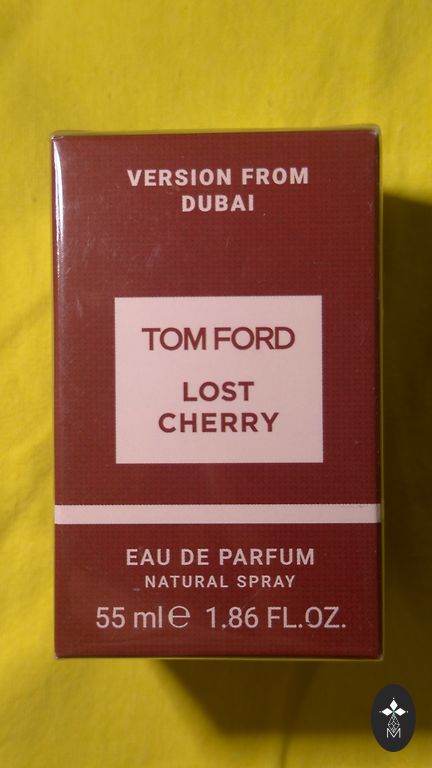 VERSION FROM
DUBAI
TOM FORD
LOST
CHERRY
EAU DE PARFUM
NATURAL SPRAY
55 ml℮ 1.86 FL.OZ.
M